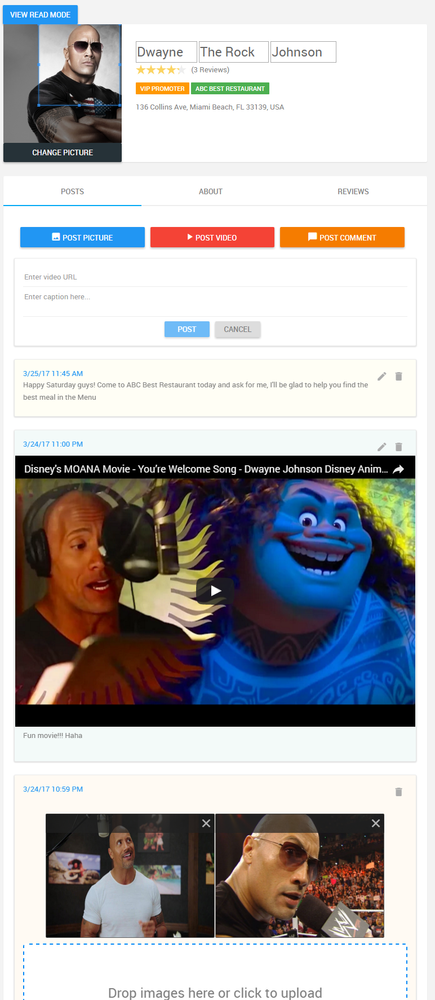 VIEW READ MODE
Dwayne The Rock Johnson
(3 Reviews)
VIP PROMOTER ABC BEST RESTAURANT
136 Collins Ave, Miami Beach, FL 33139, USA
CHANGE PICTURE
POSTS ABOUT REVIEWS
POST PICTURE POST VIDEO POST COMMENT
Enter video URL
Enter caption here...
POST CANCEL
3/25/17 11:45 AM
Happy Saturday guys! Come to ABC Best Restaurant today and ask for me, I'll be glad to help you find the
best meal in the Menu
3/24/17 11:00 PM
Disney's MOANA Movie - You're Welcome Song - Dwayne Johnson Disney Anim...
Fun movie!!! Haha
3/24/17 10:59 PM
Drop images here or click to upload